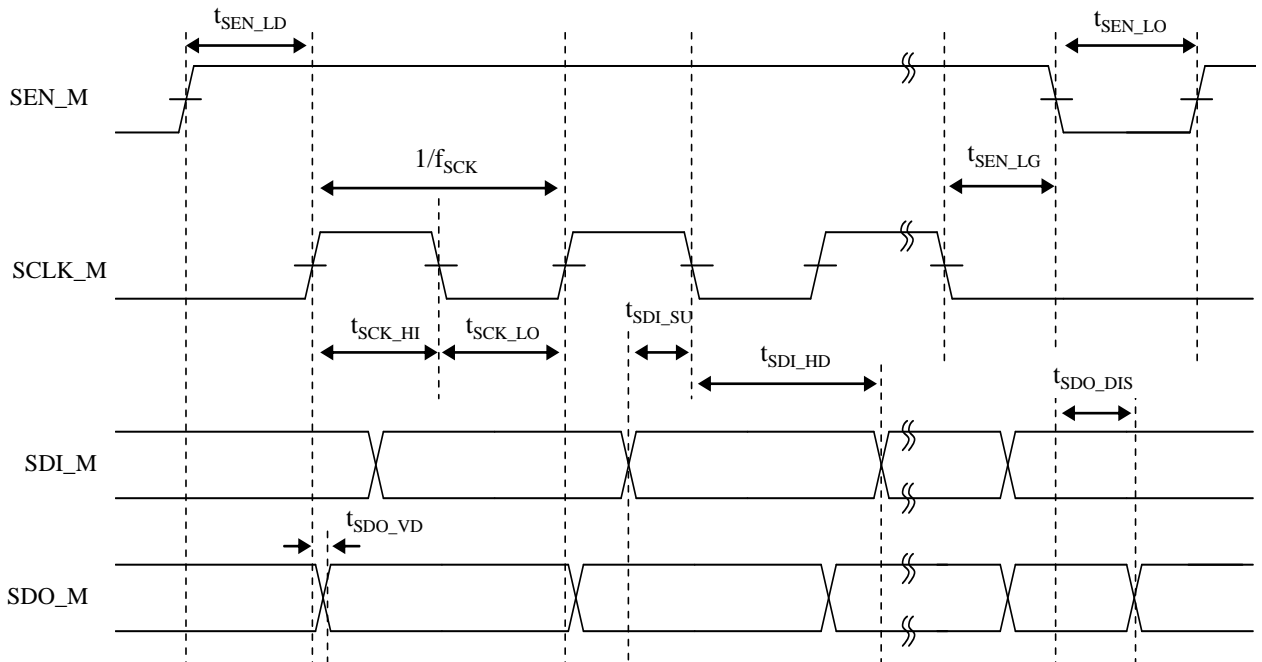 tSEN_LD
tSEN_LO
SEN_M
1/fSCK
tSEN_LG
SCLK_M
tSCK_HI
tSCK_LO
tSDI_SU
tSDI_HD
tSDO_DIS
SDI_M
tSDO_VD
SDO_M